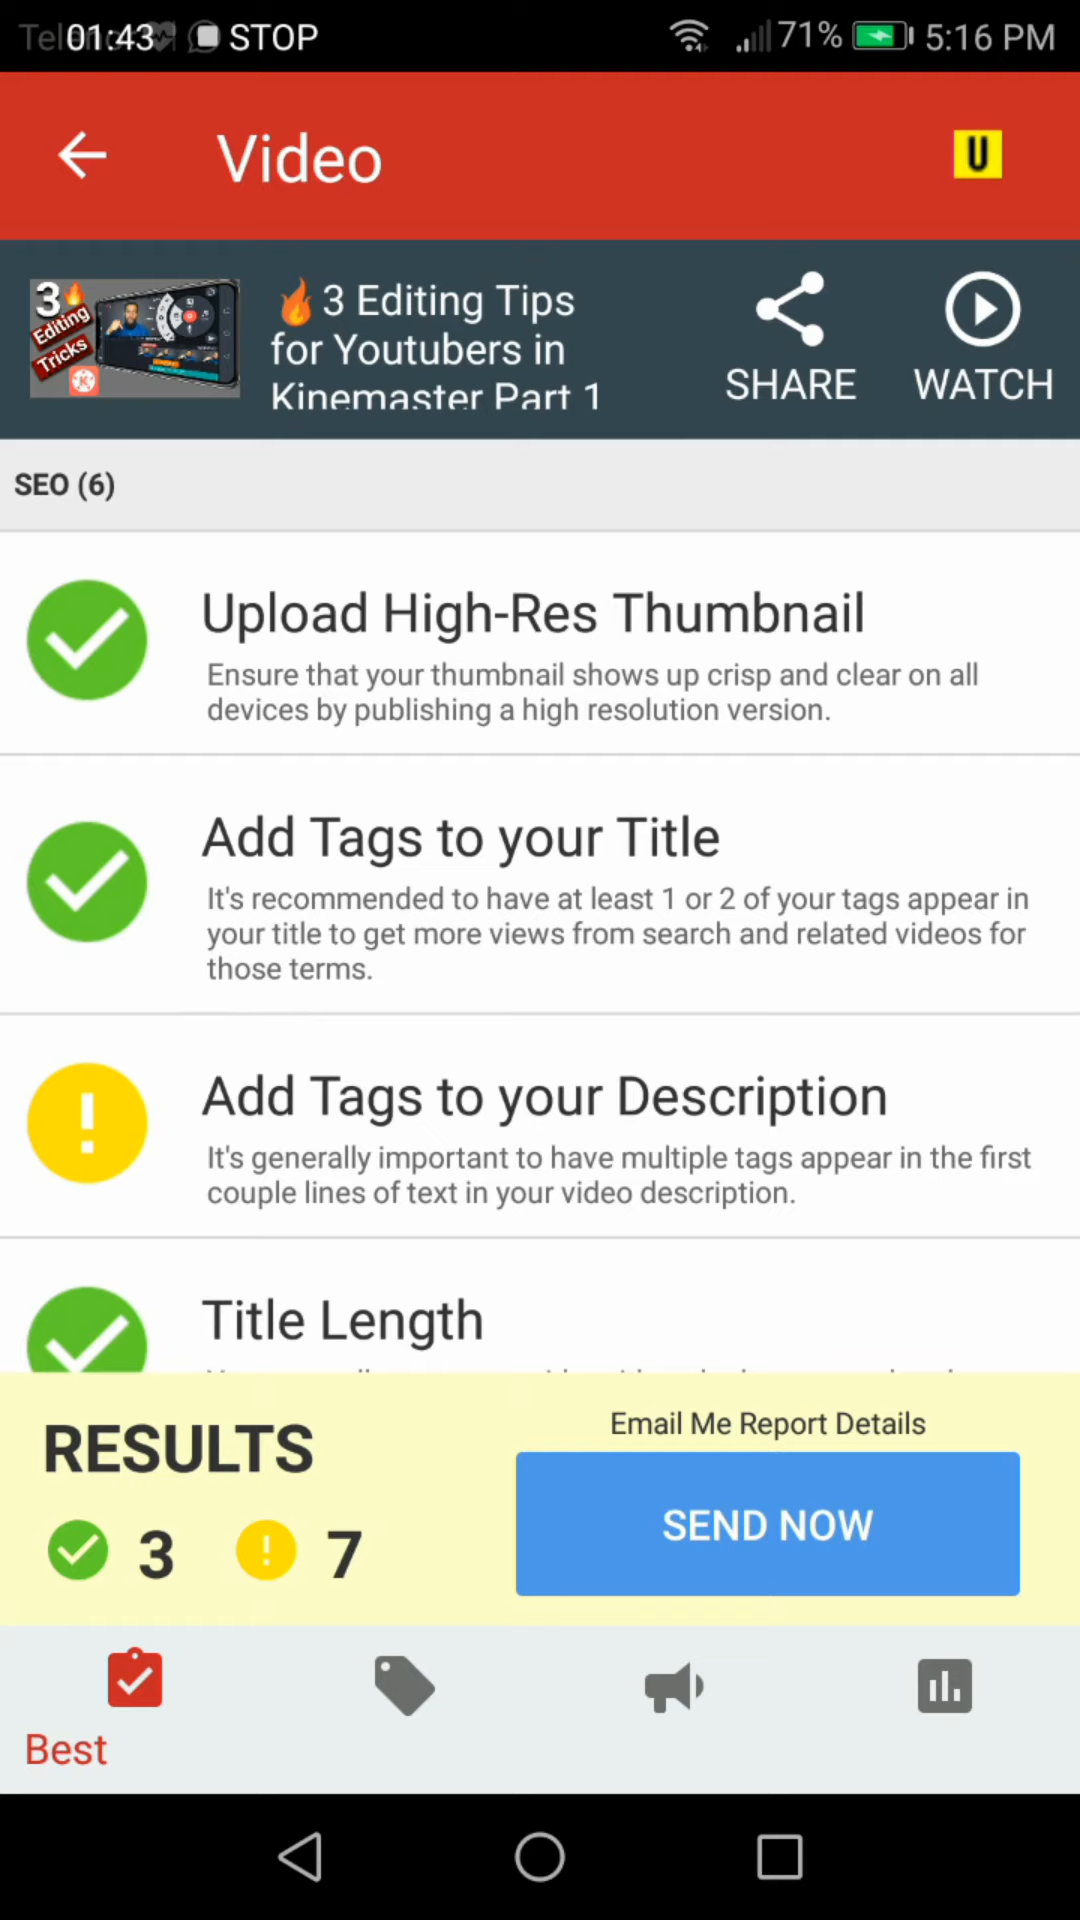 01:43 STOP 71% 5:16 PM
Video
U
3 Editing Tips
for Youtubers in
Kinemaster Part 1
SHARE
WATCH
3
Editing
Tricks
K
SEO (6)
Upload High-Res Thumbnail
Ensure that your thumbnail shows up crisp and clear on all
devices by publishing a high resolution version.
Add Tags to your Title
It's recommended to have at least 1 or 2 of your tags appear in
your title to get more views from search and related videos for
those terms.
Add Tags to your Description
It's generally important to have multiple tags appear in the first
couple lines of text in your video description.
Title Length
RESULTS
3 7
Email Me Report Details
SEND NOW
Best